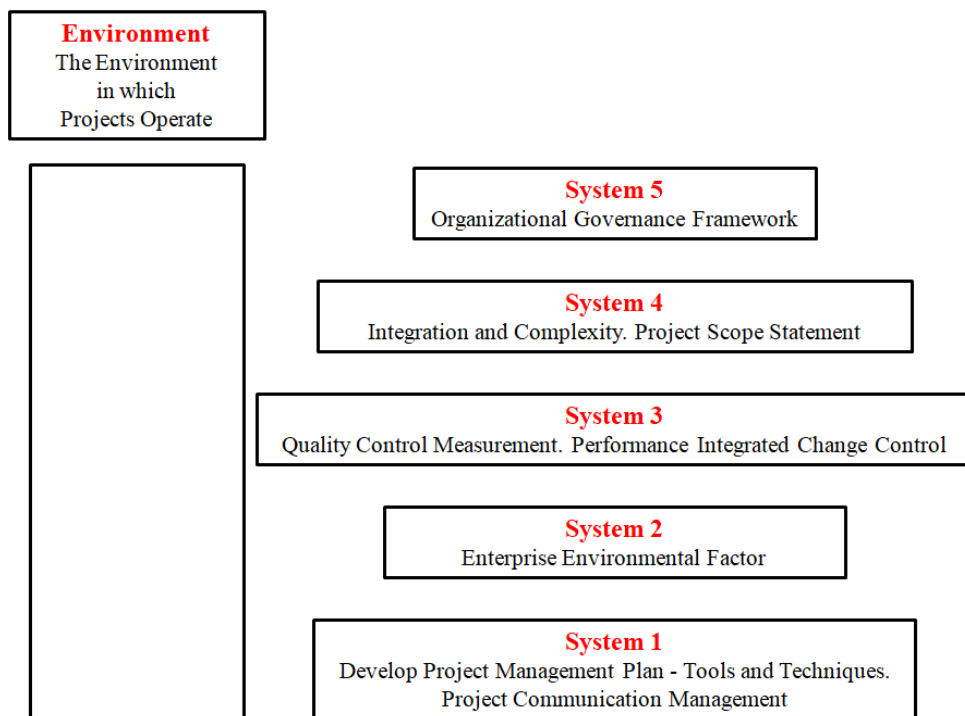 Environment
The Environment
in which
Projects Operate
System 5
Organizational Governance Framework
System 4
Integration and Complexity. Project Scope Statement
System 3
Quality Control Measurement. Performance Integrated Change Control
System 2
Enterprise Environmental Factor
System 1
Develop Project Management Plan - Tools and Techniques.
Project Communication Management